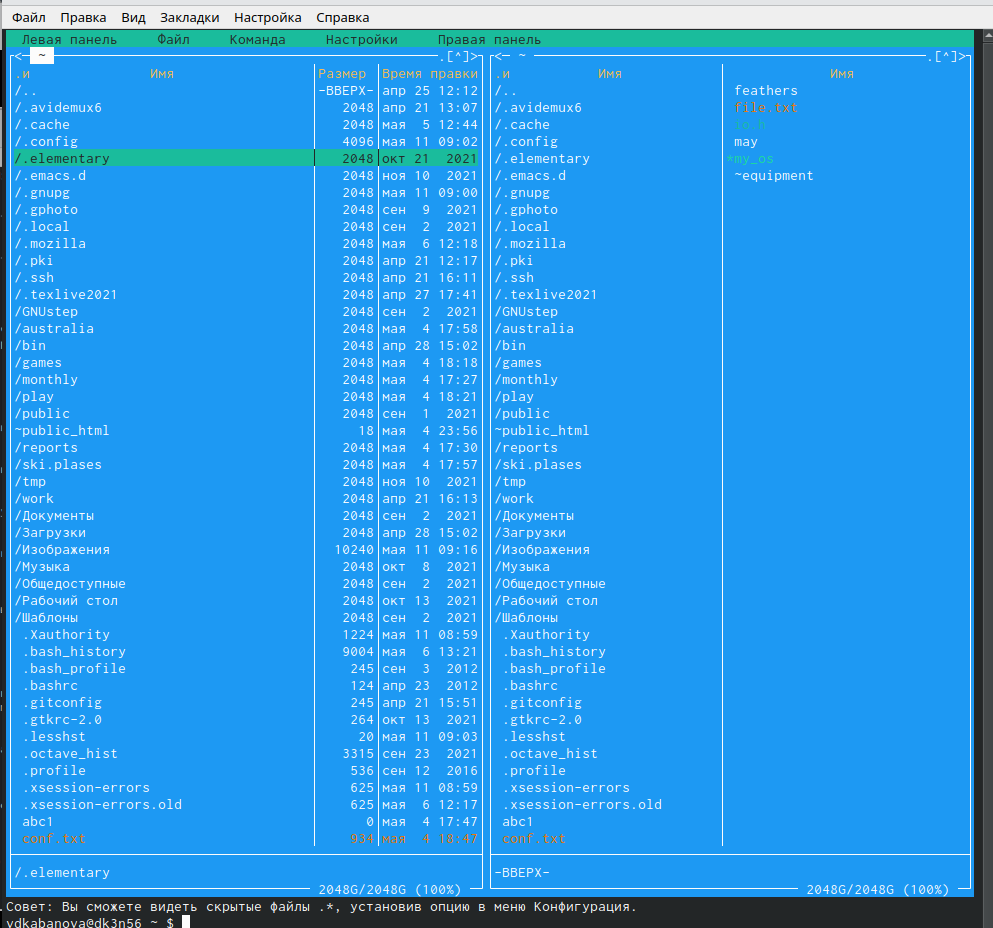 Файл Правка Вид Закладки Настройка Справка
Левая панель Файл Команда Настройки Правая панель
<─ ~ ─.[^]>┐ <─ ~ ─.[^]>┐
.и Имя Размер Время правки .и Имя Имя
/.. -ВВЕРХ- апр 25 12:12 /.. feathers
/.avidemux6 2048 апр 21 13:07 /.avidemux6 file.txt
/.cache 2048 мая 5 12:44 /.cache io.h
/.config 4096 мая 11 09:02 /.config may
/.elementary 2048 окт 21 2021 /.elementary *my_os
/.emacs.d 2048 ноя 10 2021 /.emacs.d ~equipment
/.gnupg 2048 мая 11 09:00 /.gnupg
/.gphoto 2048 сен 9 2021 /.gphoto
/.local 2048 сен 2 2021 /.local
/.mozilla 2048 мая 6 12:18 /.mozilla
/.pki 2048 апр 21 12:17 /.pki
/.ssh 2048 апр 21 16:11 /.ssh
/.texlive2021 2048 апр 27 17:41 /.texlive2021
/GNUstep 2048 сен 2 2021 /GNUstep
/australia 2048 мая 4 17:58 /australia
/bin 2048 апр 28 15:02 /bin
/games 2048 мая 4 18:18 /games
/monthly 2048 мая 4 17:27 /monthly
/play 2048 мая 4 18:21 /play
/public 2048 сен 1 2021 /public
~public_html 18 мая 4 23:56 ~public_html
/reports 2048 мая 4 17:30 /reports
/ski.plases 2048 мая 4 17:57 /ski.plases
/tmp 2048 ноя 10 2021 /tmp
/work 2048 апр 21 16:13 /work
/Документы 2048 сен 2 2021 /Документы
/Загрузки 2048 апр 28 15:02 /Загрузки
/Изображения 10240 мая 11 09:16 /Изображения
/Музыка 2048 окт 8 2021 /Музыка
/Общедоступные 2048 сен 2 2021 /Общедоступные
/Рабочий стол 2048 окт 13 2021 /Рабочий стол
/Шаблоны 2048 сен 2 2021 /Шаблоны
.Xauthority 1224 мая 11 08:59 .Xauthority
.bash_history 9004 мая 6 13:21 .bash_history
.bash_profile 245 сен 3 2012 .bash_profile
.bashrc 124 апр 23 2012 .bashrc
.gitconfig 245 апр 21 15:51 .gitconfig
.gtkrc-2.0 264 окт 13 2021 .gtkrc-2.0
.lesshst 20 мая 11 09:03 .lesshst
.octave_hist 3315 сен 23 2021 .octave_hist
.profile 536 сен 12 2016 .profile
.xsession-errors 625 мая 11 08:59 .xsession-errors
.xsession-errors.old 625 мая 6 12:17 .xsession-errors.old
abc1 0 мая 4 17:47 abc1
conf.txt 934 мая 4 18:47 conf.txt
/.elementary -ВВЕРХ-
2048G/2048G (100%) 2048G/2048G (100%)
Совет: Вы сможете видеть скрытые файлы .*, установив опцию в меню Конфигурация.
vdkabanova@dk3n56 ~ $